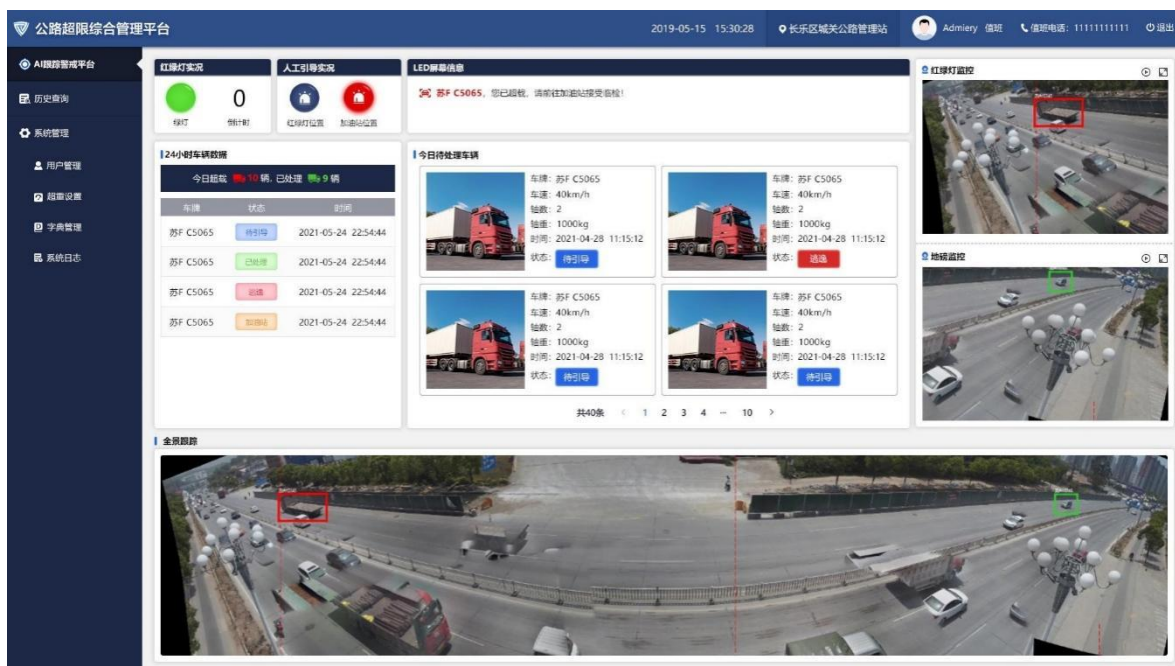 公路超限综合管理平台
2019-05-15 15:30:28
长乐区城关公路管理站
Admiery 值班
值班电话: 11111111111
退出
AI跟踪警戒平台
历史查询
系统管理
用户管理
超重设置
字典管理
系统日志
红绿灯实况
0
绿灯
倒计时
人工引导实况
红绿灯位置
加油站位置
LED屏幕信息
苏F C5065, 您已超载, 请前往加油站接受临检!
24小时车辆数据
今日超载 10 辆, 已处理 9 辆
车牌 状态 时间
苏F C5065 待引导 2021-05-24 22:54:44
苏F C5065 已处理 2021-05-24 22:54:44
苏F C5065 逃逸 2021-05-24 22:54:44
苏F C5065 加油站 2021-05-24 22:54:44
今日待处理车辆
车牌: 苏F C5065
车速: 40km/h
轴数: 2
轴重: 1000kg
时间: 2021-04-28 11:15:12
状态: 待引导
车牌: 苏F C5065
车速: 40km/h
轴数: 2
轴重: 1000kg
时间: 2021-04-28 11:15:12
状态: 逃逸
车牌: 苏F C5065
车速: 40km/h
轴数: 2
轴重: 1000kg
时间: 2021-04-28 11:15:12
状态: 待引导
车牌: 苏F C5065
车速: 40km/h
轴数: 2
轴重: 1000kg
时间: 2021-04-28 11:15:12
状态: 待引导
共40条 < 1 2 3 4 ··· 10 >
红绿灯监控
地磅监控
全景跟踪